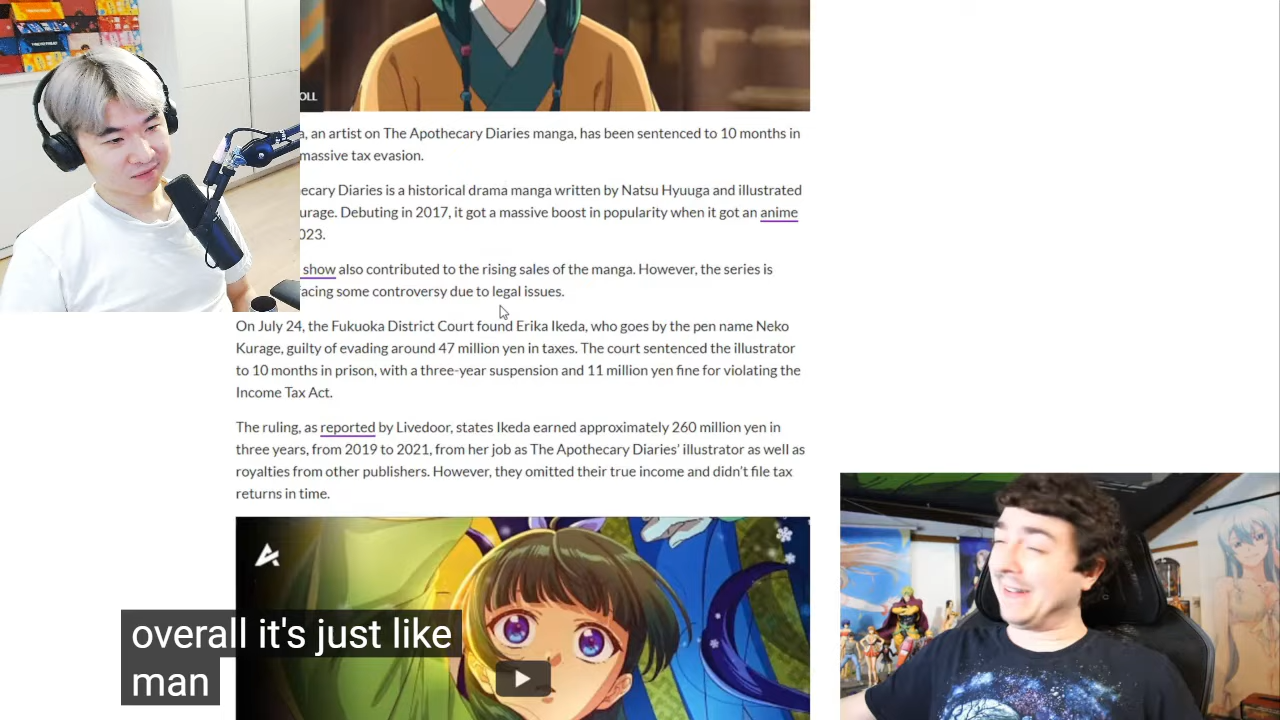 OLL
a, an artist on The Apothecary Diaries manga, has been sentenced to 10 months in
massive tax evasion.
ecary Diaries is a historical drama manga written by Natsu Hyuuga and illustrated
urage. Debuting in 2017, it got a massive boost in popularity when it got an anime
023.
show also contributed to the rising sales of the manga. However, the series is
acing some controversy due to legal issues.
On July 24, the Fukuoka District Court found Erika Ikeda, who goes by the pen name Neko
Kurage, guilty of evading around 47 million yen in taxes. The court sentenced the illustrator
to 10 months in prison, with a three-year suspension and 11 million yen fine for violating the
Income Tax Act.
The ruling, as reported by Livedoor, states Ikeda earned approximately 260 million yen in
three years, from 2019 to 2021, from her job as The Apothecary Diaries’ illustrator as well as
royalties from other publishers. However, they omitted their true income and didn’t file tax
returns in time.
overall it's just like
man